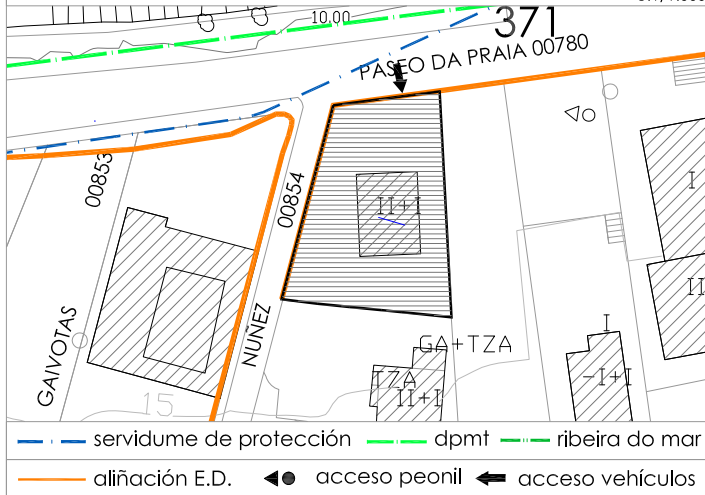 10.00
371
PASEO DA PRAIA 00780
00853
00854
II+I
I
GAIVOTAS
NUÑEZ
GA+TZA
I
TZA
-I+I
II+I
15
servidume de protección
dpmt
ribeira do mar
aliñación E.D.
acceso peonil
acceso vehículos